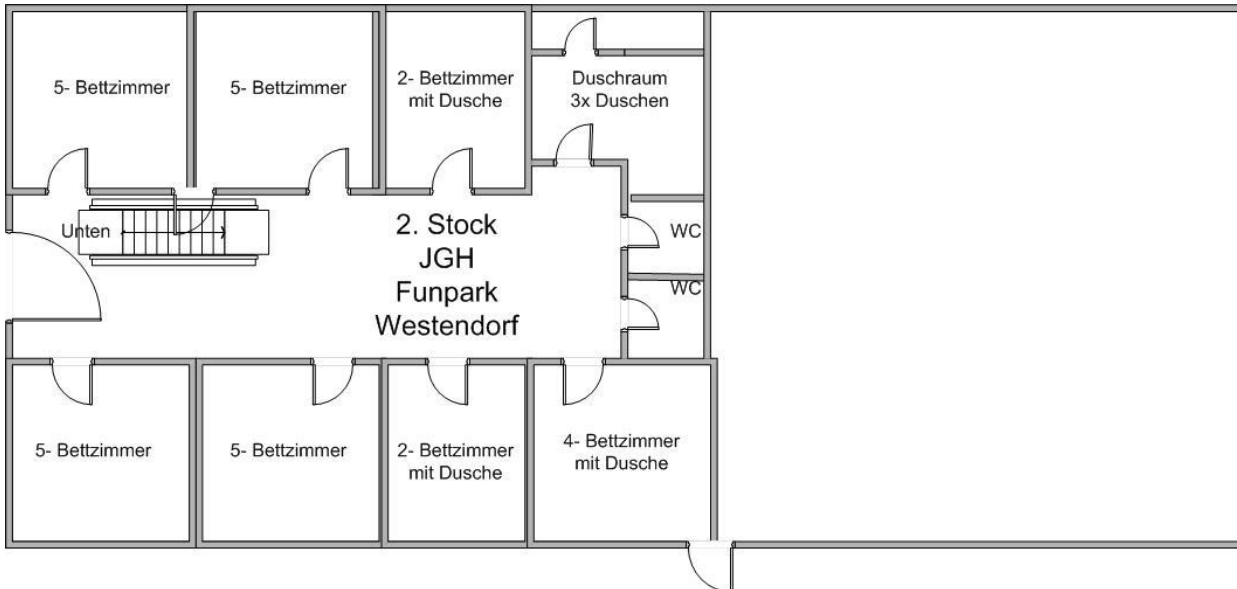 5- Bettzimmer
5- Bettzimmer
2- Bettzimmer
mit Dusche
Duschraum
3x Duschen
Unten
2. Stock
JGH
Funpark
Westendorf
WC
WC
5- Bettzimmer
5- Bettzimmer
2- Bettzimmer
mit Dusche
4- Bettzimmer
mit Dusche